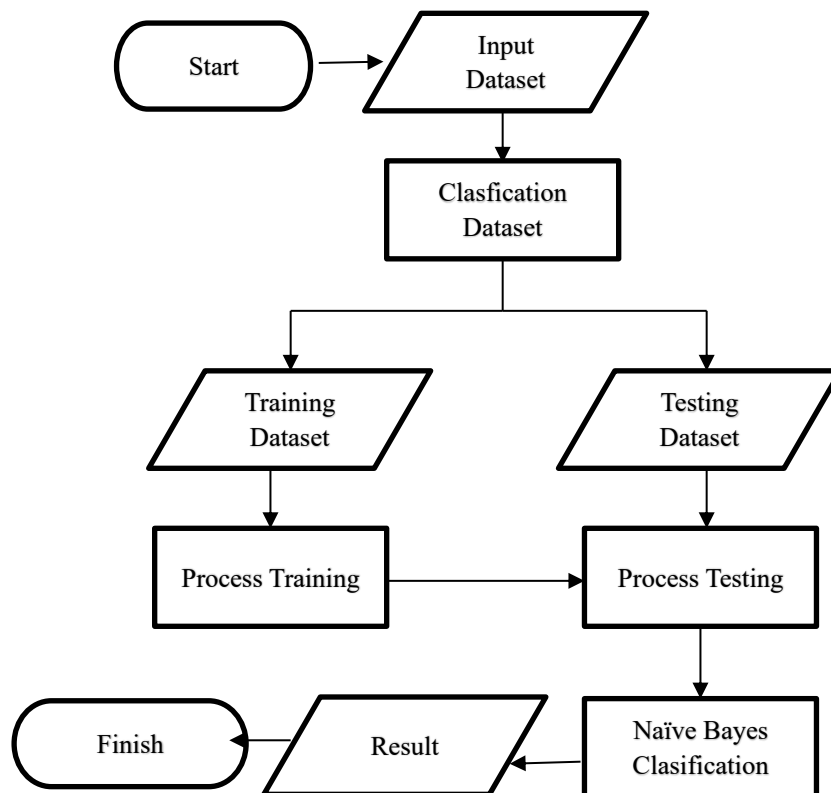 Start
Input
Dataset
Clasfication
Dataset
Training
Dataset
Testing
Dataset
Process Training
Process Testing
Finish
Result
Naïve Bayes
Clasification